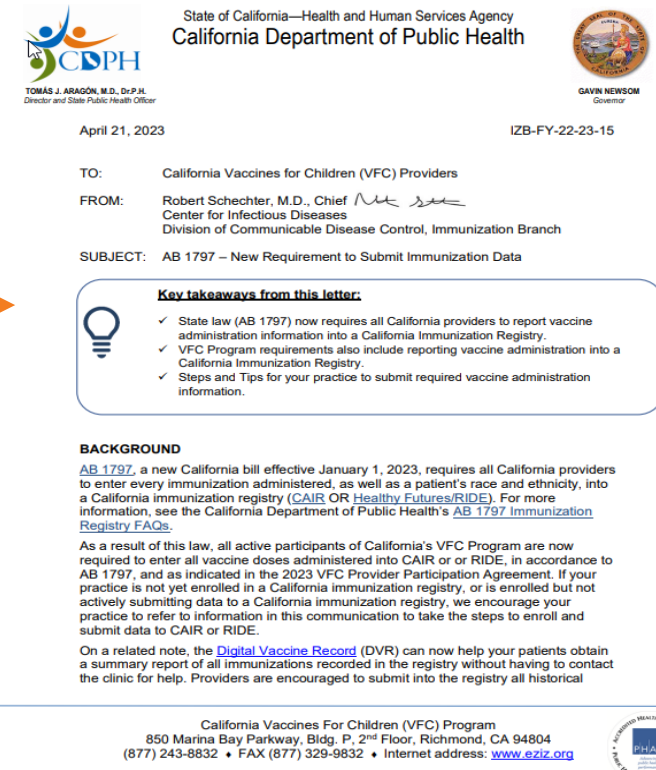 State of California—Health and Human Services Agency
California Department of Public Health
CDPH
TOMÁS J. ARAGÓN, M.D., Dr.P.H.
Director and State Public Health Officer
GAVIN NEWSOM
Governor
April 21, 2023 IZB-FY-22-23-15
TO: California Vaccines for Children (VFC) Providers
FROM: Robert Schechter, M.D., Chief
Center for Infectious Diseases
Division of Communicable Disease Control, Immunization Branch
SUBJECT: AB 1797 – New Requirement to Submit Immunization Data
Key takeaways from this letter:
✓ State law (AB 1797) now requires all California providers to report vaccine
administration information into a California Immunization Registry.
✓ VFC Program requirements also include reporting vaccine administration into a
California Immunization Registry.
✓ Steps and Tips for your practice to submit required vaccine administration
information.
BACKGROUND
AB 1797, a new California bill effective January 1, 2023, requires all California providers
to enter every immunization administered, as well as a patient's race and ethnicity, into
a California immunization registry (CAIR OR Healthy Futures/RIDE). For more
information, see the California Department of Public Health's AB 1797 Immunization
Registry FAQs.
As a result of this law, all active participants of California's VFC Program are now
required to enter all vaccine doses administered into CAIR or or RIDE, in accordance to
AB 1797, and as indicated in the 2023 VFC Provider Participation Agreement. If your
practice is not yet enrolled in a California immunization registry, or is enrolled but not
actively submitting data to a California immunization registry, we encourage your
practice to refer to information in this communication to take the steps to enroll and
submit data to CAIR or RIDE.
On a related note, the Digital Vaccine Record (DVR) can now help your patients obtain
a summary report of all immunizations recorded in the registry without having to contact
the clinic for help. Providers are encouraged to submit into the registry all historical
California Vaccines For Children (VFC) Program
850 Marina Bay Parkway, Bldg. P, 2nd Floor, Richmond, CA 94804
(877) 243-8832 ♦ FAX (877) 329-9832 ♦ Internet address: www.eziz.org